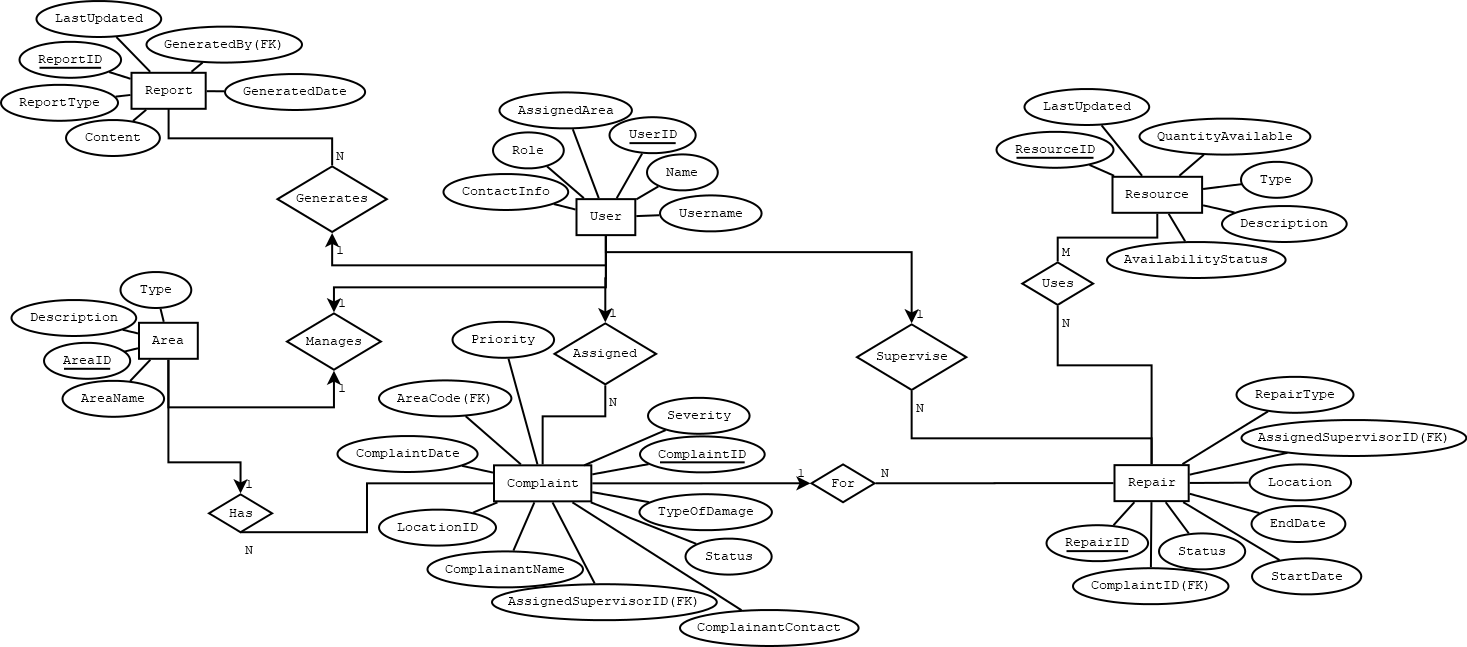 LastUpdated
GeneratedBy(FK)
ReportID
Report
GeneratedDate
ReportType
Content
N
Generates
1
AssignedArea
UserID
Role
Name
ContactInfo
User
Username
LastUpdated
QuantityAvailable
ResourceID
Type
Resource
Description
AvailabilityStatus
M
Uses
N
Type
Description
Area
AreaID
AreaName
1
Manages
1
1
Assigned
N
1
Supervise
N
Priority
AreaCode(FK)
Severity
ComplaintDate
ComplaintID
Complaint
LocationID
TypeOfDamage
Status
ComplainantName
AssignedSupervisorID(FK)
ComplainantContact
1
Has
N
1
For
N
RepairType
AssignedSupervisorID(FK)
Repair
Location
EndDate
RepairID
Status
StartDate
ComplaintID(FK)